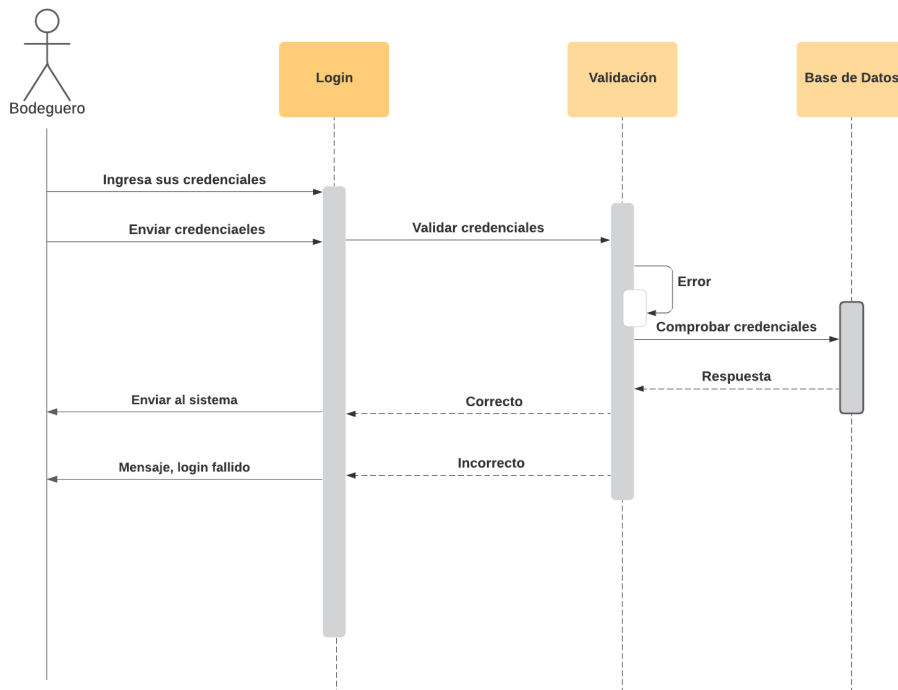 Bodeguero
Login
Validación
Base de Datos
Ingresa sus credenciales
Enviar credenciaeles
Validar credenciales
Error
Comprobar credenciales
Respuesta
Enviar al sistema
Correcto
Mensaje, login fallido
Incorrecto